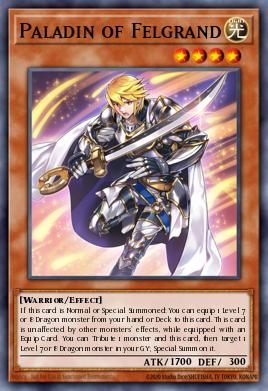 PALADIN OF FELGRAND
光
[WARRIOR/EFFECT]
If this card is Normal or Special Summoned: You can equip 1 Level 7
or 8 Dragon monster from your hand or Deck to this card. This card
is unaffected by other monsters' effects, while equipped with an
Equip Card. You can Tribute 1 monster and this card, then target 1
Level 7 or 8 Dragon monster in your GY; Special Summon it.
ATK/1700 DEF/ 300
©2020 Studio Dice/SHUEISHA, TV TOKYO, KONAMI